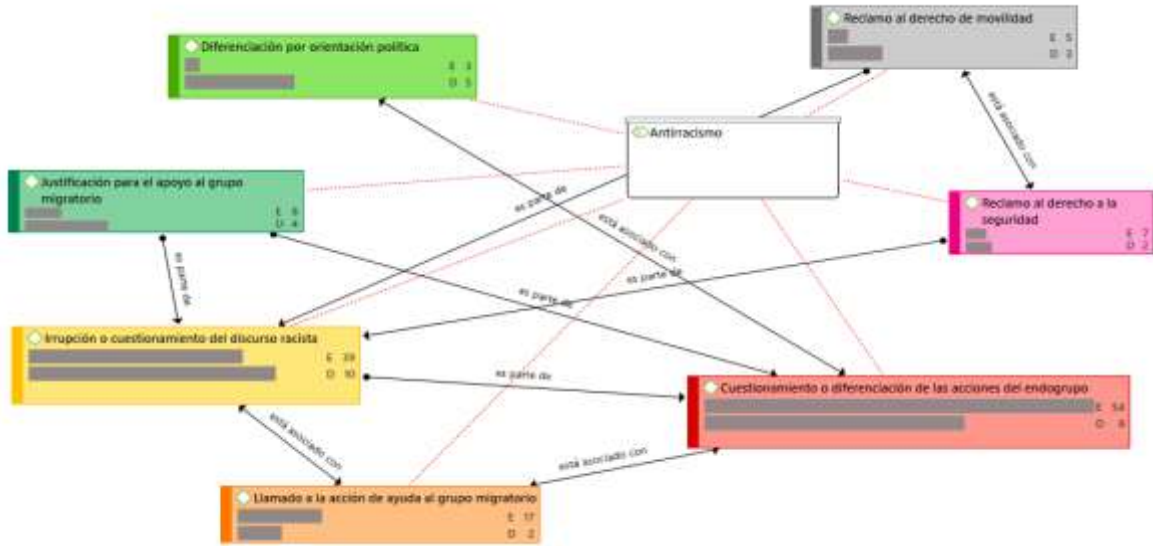 Reclamo al derecho de movilidad
E 5
D 3
Diferenciación por orientación política
E 3
D 5
Antirracismo
está asociado con
Justificación para el apoyo al grupo
migratorio
D 4
es parte de
está asociado con
Reclamo al derecho a la
seguridad
E 7
D 2
es parte de
es parte de
es parte de
Irrupción o cuestionamiento del discurso racista
E 39
D 10
es parte de
Cuestionamiento o diferenciación de las acciones del endogrupo
E 54
D
está asociado con
está asociado con
Llamado a la acción de ayuda al grupo migratorio
E 17
D 2